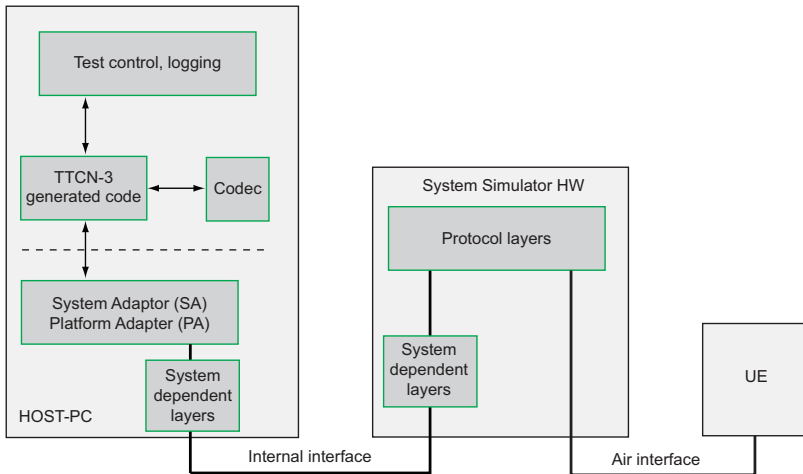 Test control, logging
TTCN-3
generated code
Codec
System Adaptor (SA)
Platform Adapter (PA)
System
dependent
layers
HOST-PC
Internal interface
System Simulator HW
Protocol layers
System
dependent
layers
Air interface
UE